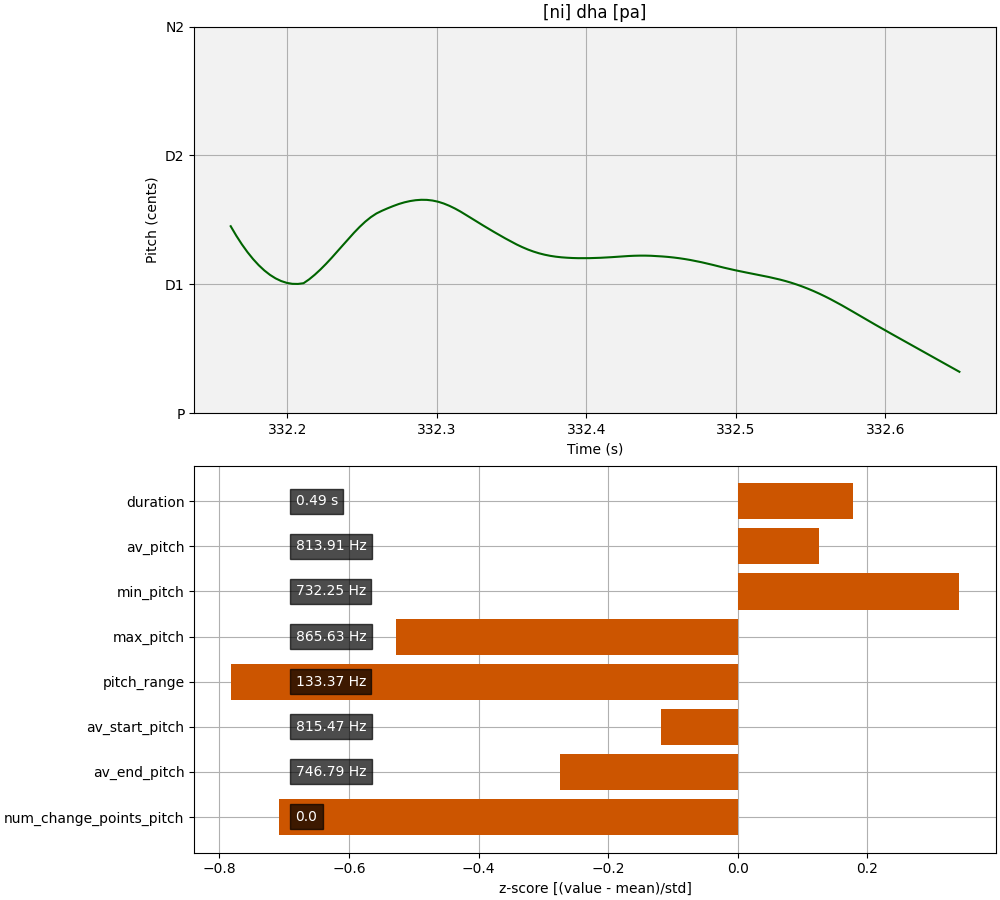 [ni] dha [pa]
N2
D2
D1
P
Pitch (cents)
332.2 332.3 332.4 332.5 332.6
Time (s)
duration 0.49 s
av_pitch 813.91 Hz
min_pitch 732.25 Hz
max_pitch 865.63 Hz
pitch_range 133.37 Hz
av_start_pitch 815.47 Hz
av_end_pitch 746.79 Hz
num_change_points_pitch 0.0
−0.8 −0.6 −0.4 −0.2 0.0 0.2
z-score [(value - mean)/std]